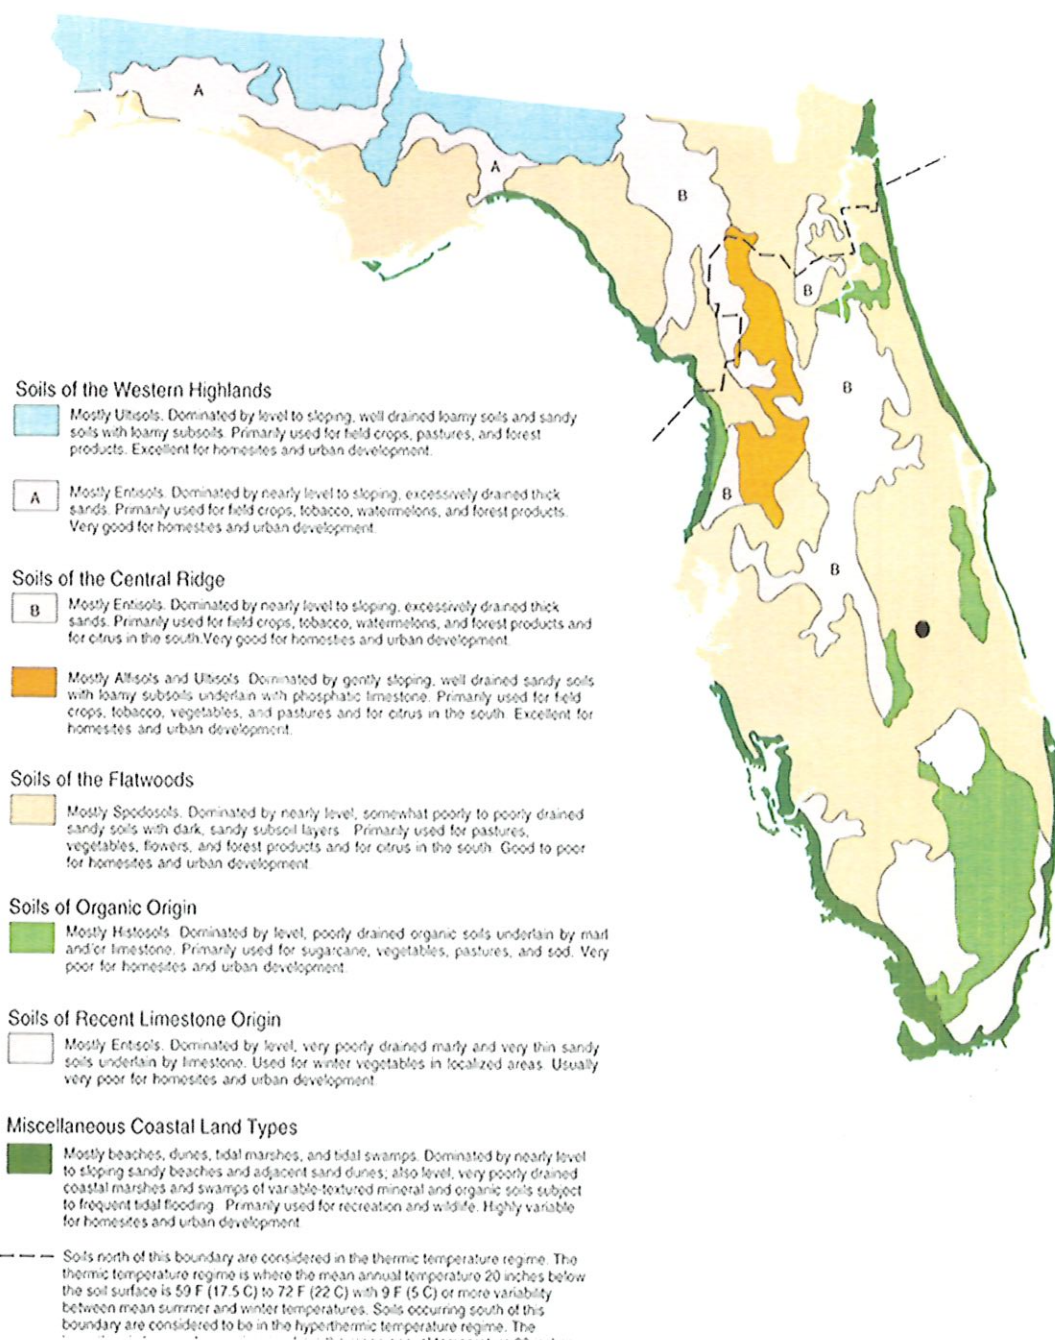 A
A
B
B
B
B
B
Soils of the Western Highlands
Mostly Ultisols. Dominated by level to sloping, well drained loamy soils and sandy
soils with loamy subsoils. Primarily used for field crops, pastures, and forest
products. Excellent for homesites and urban development.
A
Mostly Entisols. Dominated by nearly level to sloping, excessively drained thick
sands. Primarily used for field crops, tobacco, watermelons, and forest products.
Very good for homesties and urban development.
Soils of the Central Ridge
B
Mostly Entisols. Dominated by nearly level to sloping, excessively drained thick
sands. Primarily used for field crops, tobacco, watermelons, and forest products and
for citrus in the south.Very good for homesties and urban development.
Mostly Alfisols and Ultisols. Dominated by gently sloping, well drained sandy soils
with loamy subsoils underlain with phosphatic limestone. Primarily used for field
crops, tobacco, vegetables, and pastures and for citrus in the south. Excellent for
homesites and urban development.
Soils of the Flatwoods
Mostly Spodosols. Dominated by nearly level, somewhat poorly to poorly drained
sandy soils with dark, sandy subsoil layers. Primarily used for pastures,
vegetables, flowers, and forest products and for citrus in the south. Good to poor
for homesites and urban development.
Soils of Organic Origin
Mostly Histosols. Dominated by level, poorly drained organic soils underlain by marl
and/or limestone. Primarily used for sugarcane, vegetables, pastures, and sod. Very
poor for homesites and urban development.
Soils of Recent Limestone Origin
Mostly Entisols. Dominated by level, very poorly drained marly and very thin sandy
soils underlain by limestone. Used for winter vegetables in localized areas. Usually
very poor for homesites and urban development.
Miscellaneous Coastal Land Types
Mostly beaches, dunes, tidal marshes, and tidal swamps. Dominated by nearly level
to sloping sandy beaches and adjacent sand dunes; also level, very poorly drained
coastal marshes and swamps of variable-textured mineral and organic soils subject
to frequent tidal flooding. Primarily used for recreation and wildlife. Highly variable
for homesites and urban development.
Soils north of this boundary are considered in the thermic temperature regime. The
thermic temperature regime is where the mean annual temperature 20 inches below
the soil surface is 59 F (17.5 C) to 72 F (22 C) with 9 F (5 C) or more variability
between mean summer and winter temperatures. Soils occurring south of this
boundary are considered to be in the hyperthermic temperature regime. The